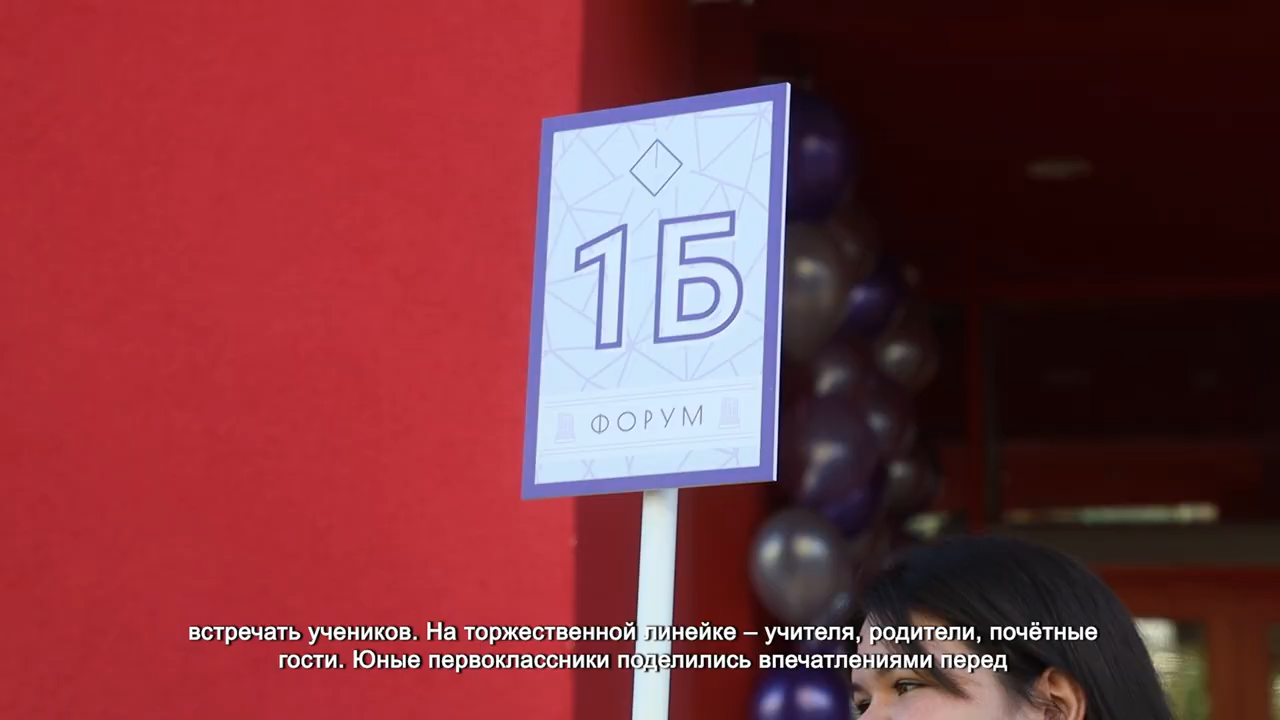 1Б
ФОРУМ
встречать учеников. На торжественной линейке – учителя, родители, почётные
гости. Юные первоклассники поделились впечатлениями перед